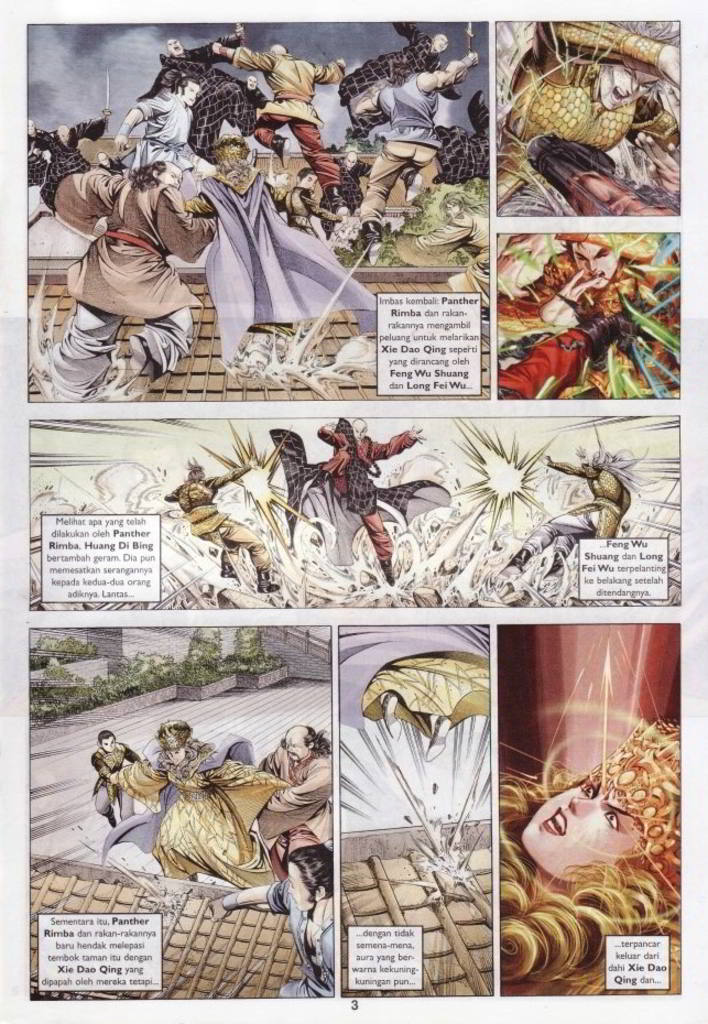 Imbas kembali: Panther
Rimba dan rakan-
rakannya mengambil
peluang untuk melarikan
Xie Dao Qing seperti
yang dirancang oleh
Feng Wu Shuang
dan Long Fei Wu...
Melihat apa yang telah
dilakukan oleh Panther
Rimba, Huang Di Bing
bertambah geram. Dia pun
memesatkan serangannya
kepada kedua-dua orang
adiknya. Lantas...
...Feng Wu
Shuang dan Long
Fei Wu terpelanting
ke belakang setelah
ditendangnya.
Sementara itu, Panther
Rimba dan rakan-rakannya
baru hendak melepasi
tembok taman itu dengan
Xie Dao Qing yang
dipapah oleh mereka tetapi...
...dengan tidak
semena-mena,
aura yang ber-
warna kekuning-
kuningan pun...
...terpancar
keluar dari
dahi Xie Dao
Qing dan...
3